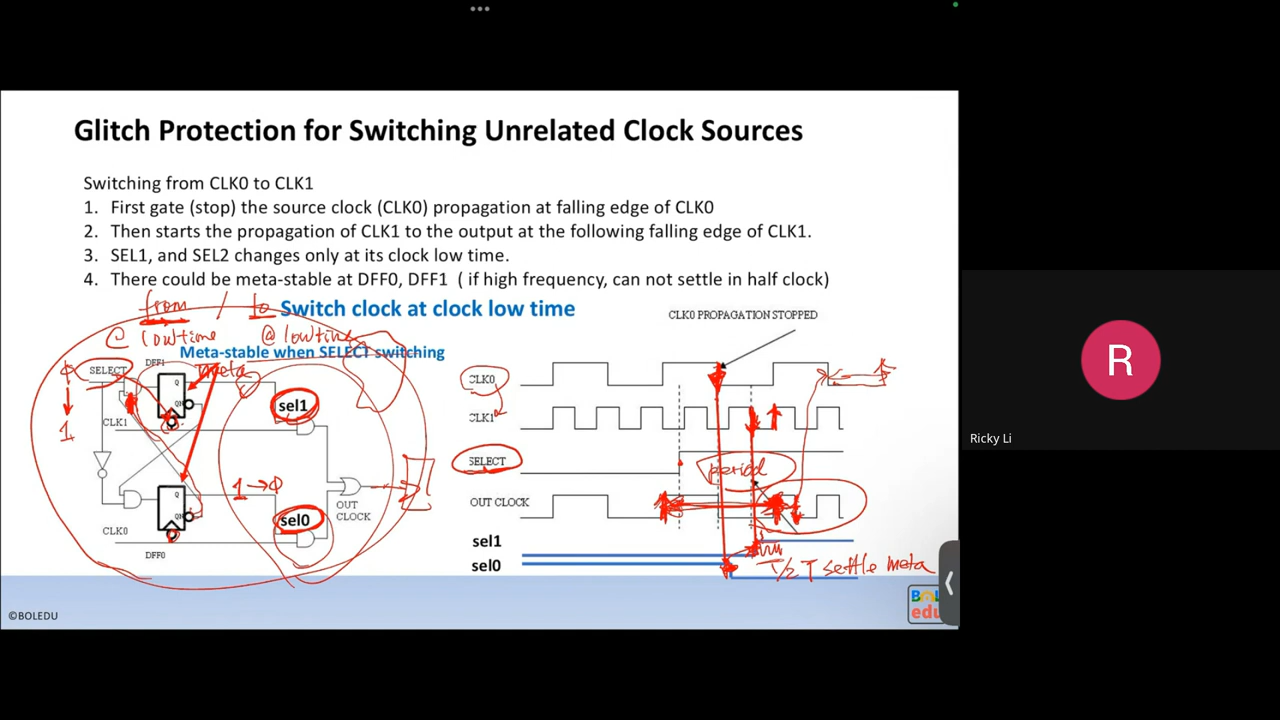 Glitch Protection for Switching Unrelated Clock Sources
Switching from CLK0 to CLK1
1. First gate (stop) the source clock (CLK0) propagation at falling edge of CLK0
2. Then starts the propagation of CLK1 to the output at the following falling edge of CLK1.
3. SEL1, and SEL2 changes only at its clock low time.
4. There could be meta-stable at DFF0, DFF1 ( if high frequency, can not settle in half clock)
from / to Switch clock at clock low time
@ lowtime @ lowtime
CLK0 PROPAGATION STOPPED
Meta-stable when SELECT switching
DFF1
SELECT
meta
Q
QN
sel1
CLK1
1
1→0
Q
QN
sel0
OUT
CLOCK
CLK0
DFF0
CLK0
CLK1
SELECT
period
OUT CLOCK
sel1
sel0
1/2 T settle meta
©BOLEDU
edu
R
Ricky Li